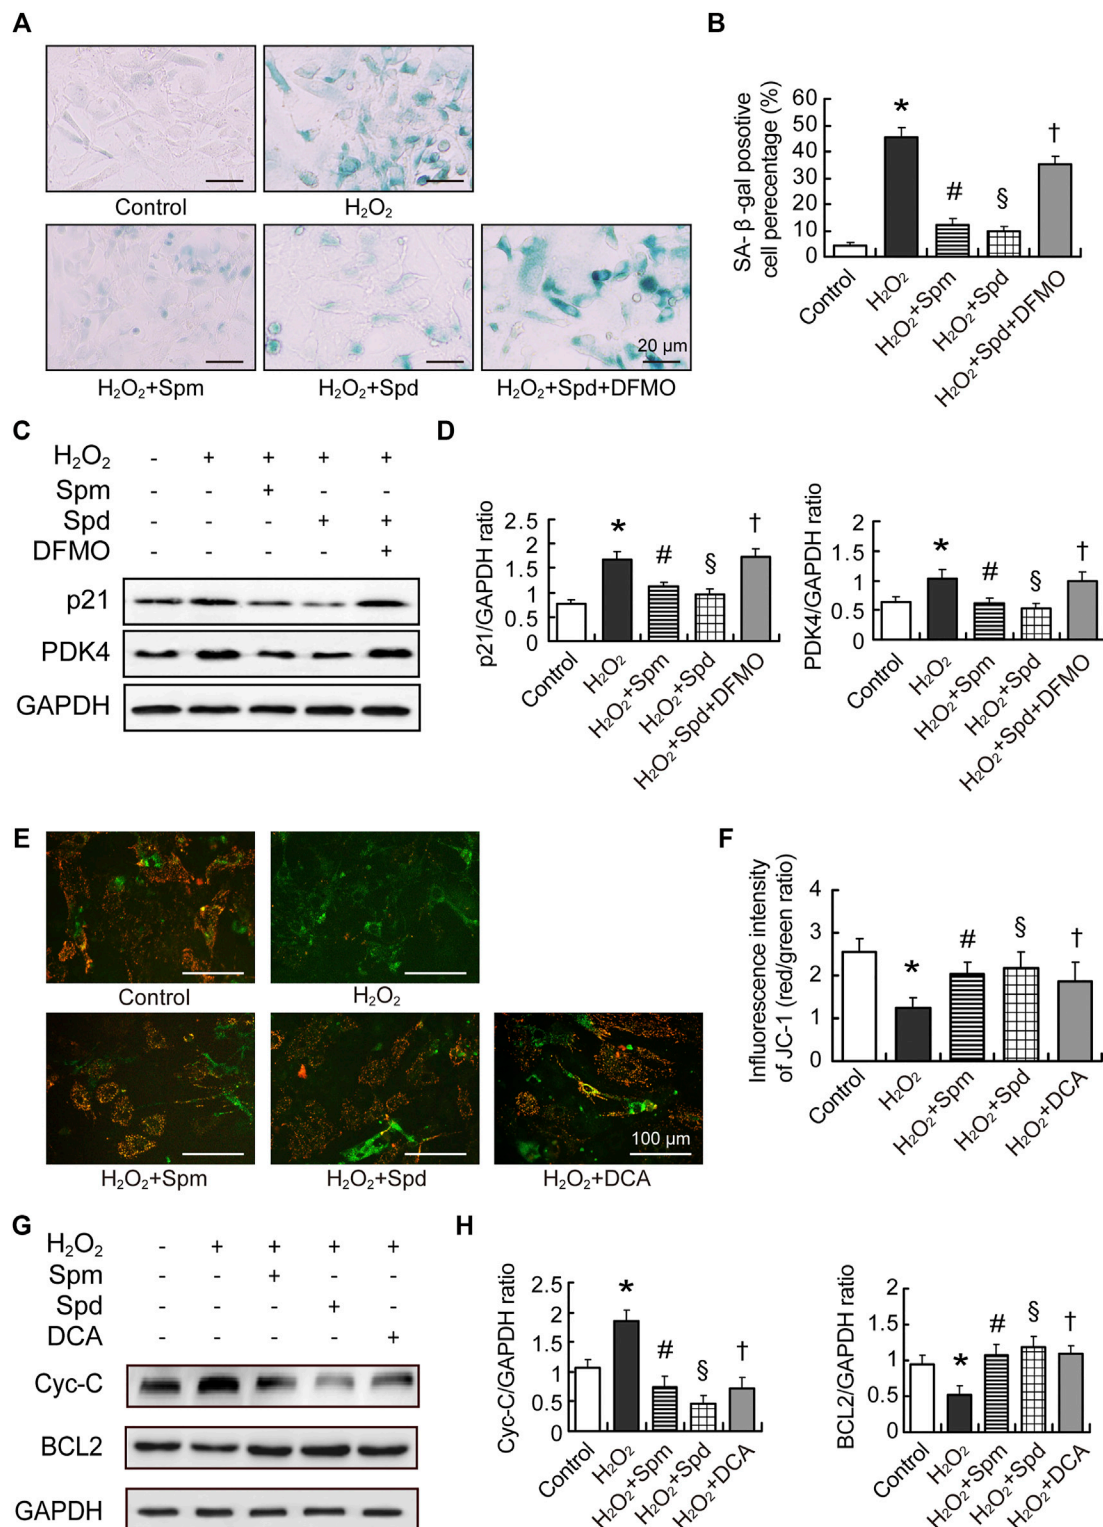 A
Control
H₂O₂
H₂O₂+Spm
H₂O₂+Spd
20 μm
H₂O₂+Spd+DFMO
B
SA- β -gal posotive
cell perecentage (%)
60
50
40
30
20
10
0
*
#
§
†
Control
H₂O₂
H₂O₂+Spm
H₂O₂+Spd
H₂O₂+Spd+DFMO
C
H₂O₂ - + + + +
Spm - - + - -
Spd - - - + +
DFMO - - - - +
p21
PDK4
GAPDH
D
p21/GAPDH ratio
2.5
2
1.5
1
0.5
0
*
#
§
†
Control
H₂O₂
H₂O₂+Spm
H₂O₂+Spd
H₂O₂+Spd+DFMO
PDK4/GAPDH ratio
2
1.5
1
0.5
0
*
#
§
†
Control
H₂O₂
H₂O₂+Spm
H₂O₂+Spd
H₂O₂+Spd+DFMO
E
Control
H₂O₂
H₂O₂+Spm
H₂O₂+Spd
100 μm
H₂O₂+DCA
F
Influorescence intensity
of JC-1 (red/green ratio)
4
3
2
1
0
*
#
§
†
Control
H₂O₂
H₂O₂+Spm
H₂O₂+Spd
H₂O₂+DCA
G
H₂O₂ - + + + +
Spm - - + - -
Spd - - - + -
DCA - - - - +
Cyc-C
BCL2
GAPDH
H
Cyc-C/GAPDH ratio
2.5
2
1.5
1
0.5
0
*
#
§
†
Control
H₂O₂
H₂O₂+Spm
H₂O₂+Spd
H₂O₂+DCA
BCL2/GAPDH ratio
2
1.5
1
0.5
0
*
#
§
†
Control
H₂O₂
H₂O₂+Spm
H₂O₂+Spd
H₂O₂+DCA